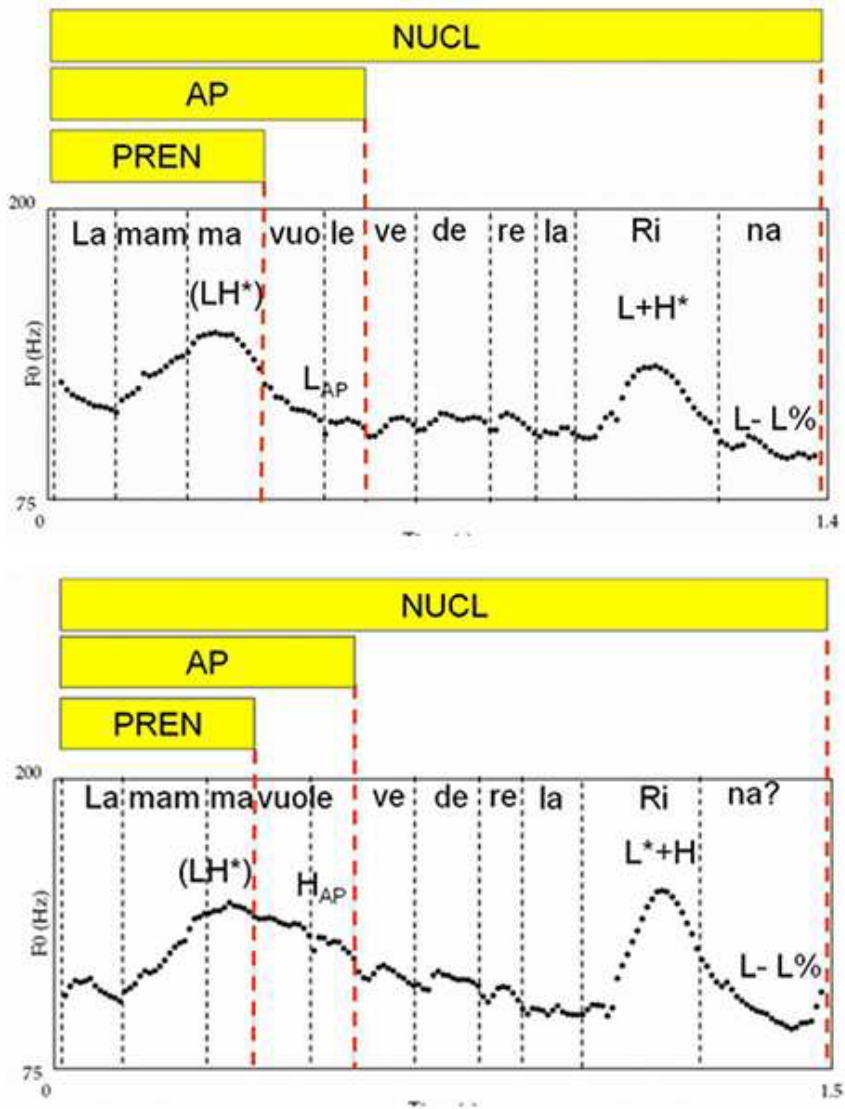 NUCL
AP
PREN
200
La mam ma vuo le ve de re la Ri na
(LH*)
L+H*
F0 (Hz)
LAP
L- L%
75
0
1.4
NUCL
AP
PREN
200
La mam ma vuole ve de re la Ri na?
(LH*)
HAP
L*+H
F0 (Hz)
L- L%
75
0
1.5